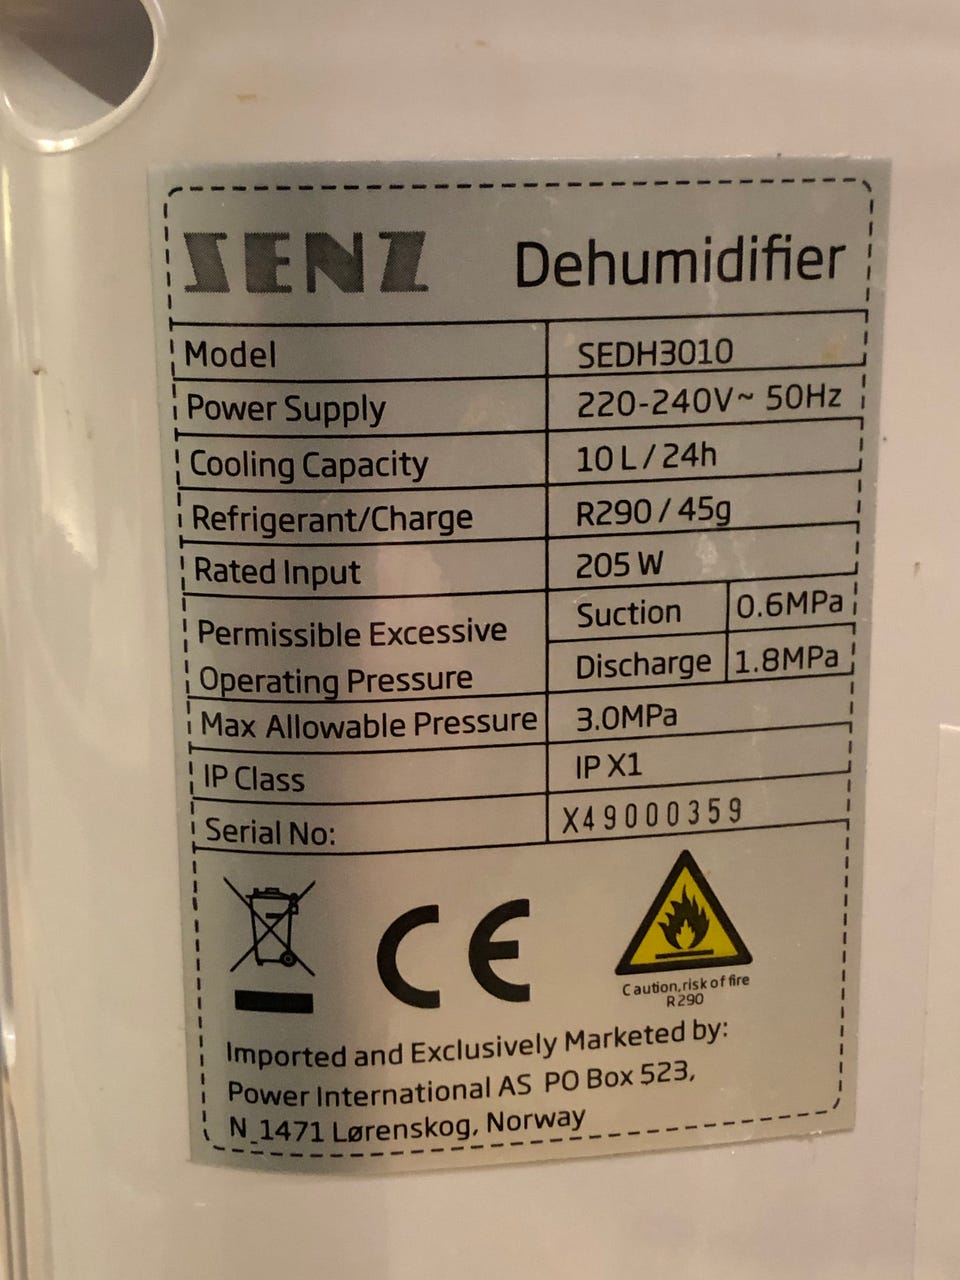 SENZ Dehumidifier
Model SEDH3010
Power Supply 220-240V~ 50Hz
Cooling Capacity 10 L / 24h
Refrigerant/Charge R290 / 45g
Rated Input 205 W
Permissible Excessive Operating Pressure Suction 0.6MPa
Discharge 1.8MPa
Max Allowable Pressure 3.0MPa
IP Class IP X1
Serial No: X49000359
CE
Caution,risk of fire
R290
Imported and Exclusively Marketed by:
Power International AS PO Box 523,
N_1471 Lørenskog, Norway